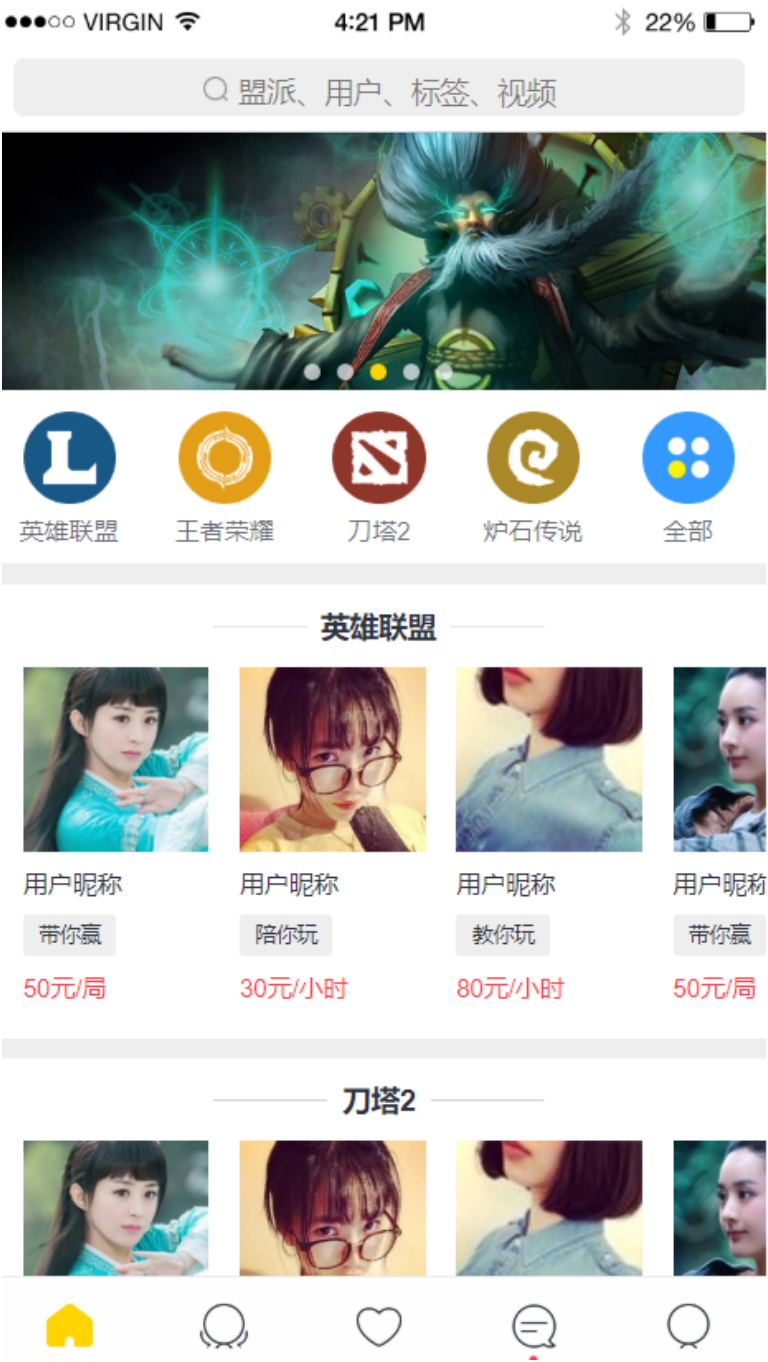 VIRGIN 4:21 PM 22%
盟派、用户、标签、视频
英雄联盟 王者荣耀 刀塔2 炉石传说 全部
英雄联盟
用户昵称 用户昵称 用户昵称 用户昵称
带你赢 陪你玩 教你玩 带你赢
50元/局 30元/小时 80元/小时 50元/局
刀塔2